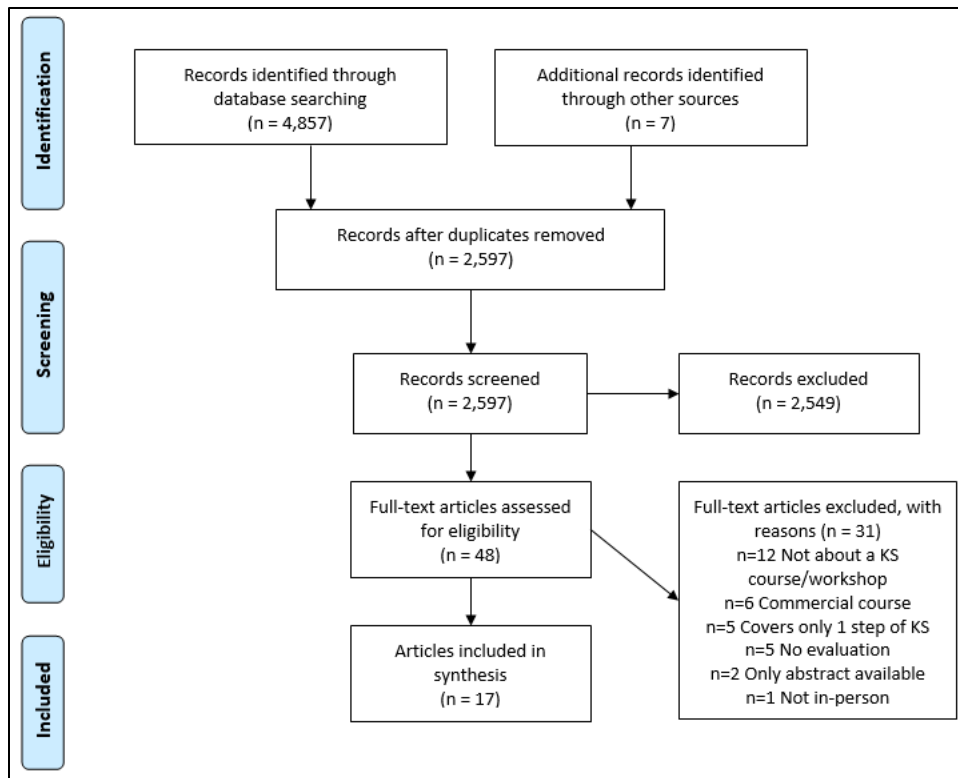 Identification
Records identified through
database searching
(n = 4,857)
Additional records identified
through other sources
(n = 7)
Records after duplicates removed
(n = 2,597)
Screening
Records screened
(n = 2,597)
Records excluded
(n = 2,549)
Eligibility
Full-text articles assessed
for eligibility
(n = 48)
Full-text articles excluded, with
reasons (n = 31)
n=12 Not about a KS
course/workshop
n=6 Commercial course
n=5 Covers only 1 step of KS
n=5 No evaluation
n=2 Only abstract available
n=1 Not in-person
Included
Articles included in
synthesis
(n = 17)